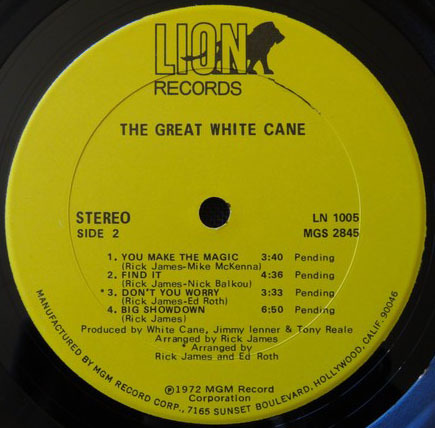 LION
RECORDS
THE GREAT WHITE CANE
STEREO
SIDE 2
LN 1005
MGS 2845
1. YOU MAKE THE MAGIC 3:40 Pending
(Rick James-Mike McKenna)
2. FIND IT 4:36 Pending
(Rick James-Nick Balkou)
*3. DON'T YOU WORRY 3:33 Pending
(Rick James-Ed Roth)
4. BIG SHOWDOWN 6:50 Pending
(Rick James)
Produced by White Cane, Jimmy Ienner & Tony Reale
Arranged by Rick James
* Arranged by
Rick James and Ed Roth
Ⓟ1972 MGM Record
Corporation
MANUFACTURED BY MGM RECORD CORP., 7165 SUNSET BOULEVARD, HOLLYWOOD, CALIF. 90046